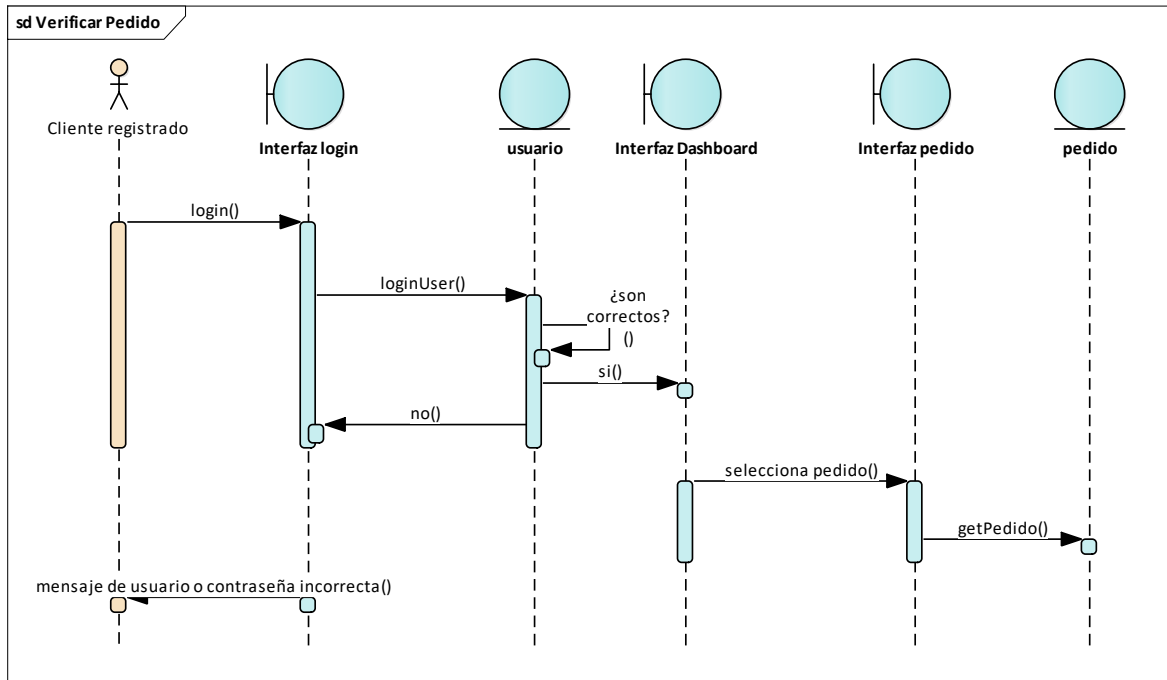 sd Verificar Pedido
Cliente registrado
Interfaz login
usuario
Interfaz Dashboard
Interfaz pedido
pedido
login()
loginUser()
¿son
correctos?
()
si()
no()
selecciona pedido()
getPedido()
mensaje de usuario o contraseña incorrecta()